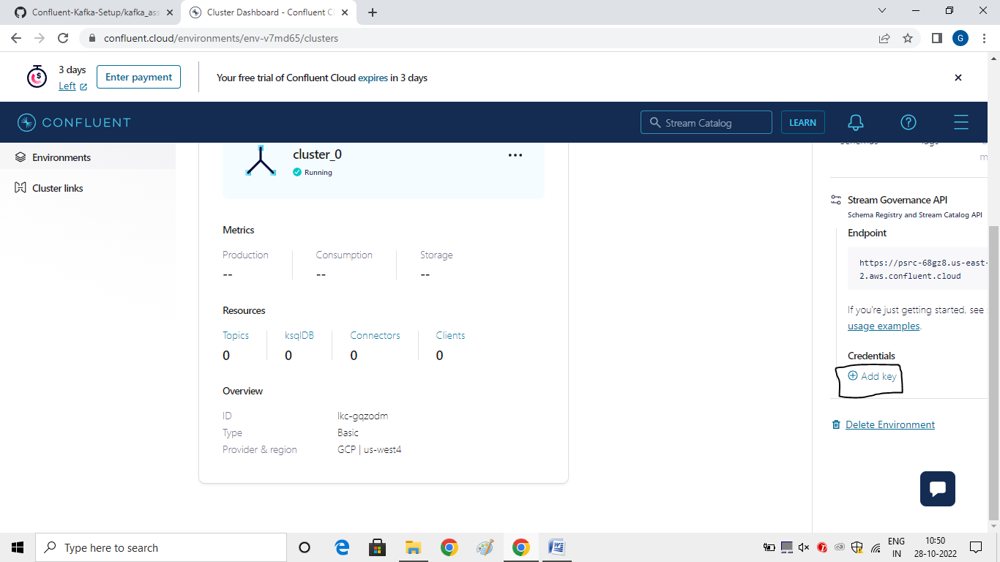 Confluent-Kafka-Setup/kafka_ass
Cluster Dashboard - Confluent Cl
confluent.cloud/environments/env-v7md65/clusters
G
3 days
Left
Enter payment
Your free trial of Confluent Cloud expires in 3 days
CONFLUENT
Stream Catalog
LEARN
Environments
Cluster links
cluster_0
Running
Metrics
Production Consumption Storage
-- -- --
Resources
Topics ksqlDB Connectors Clients
0 0 0 0
Overview
ID lkc-gqzodm
Type Basic
Provider & region GCP | us-west4
m
Stream Governance API
Schema Registry and Stream Catalog API
Endpoint
https://psrc-68gz8.us-east-
2.aws.confluent.cloud
If you're just getting started, see
usage examples.
Credentials
Add key
Delete Environment
Type here to search
ENG
IN
10:50
28-10-2022